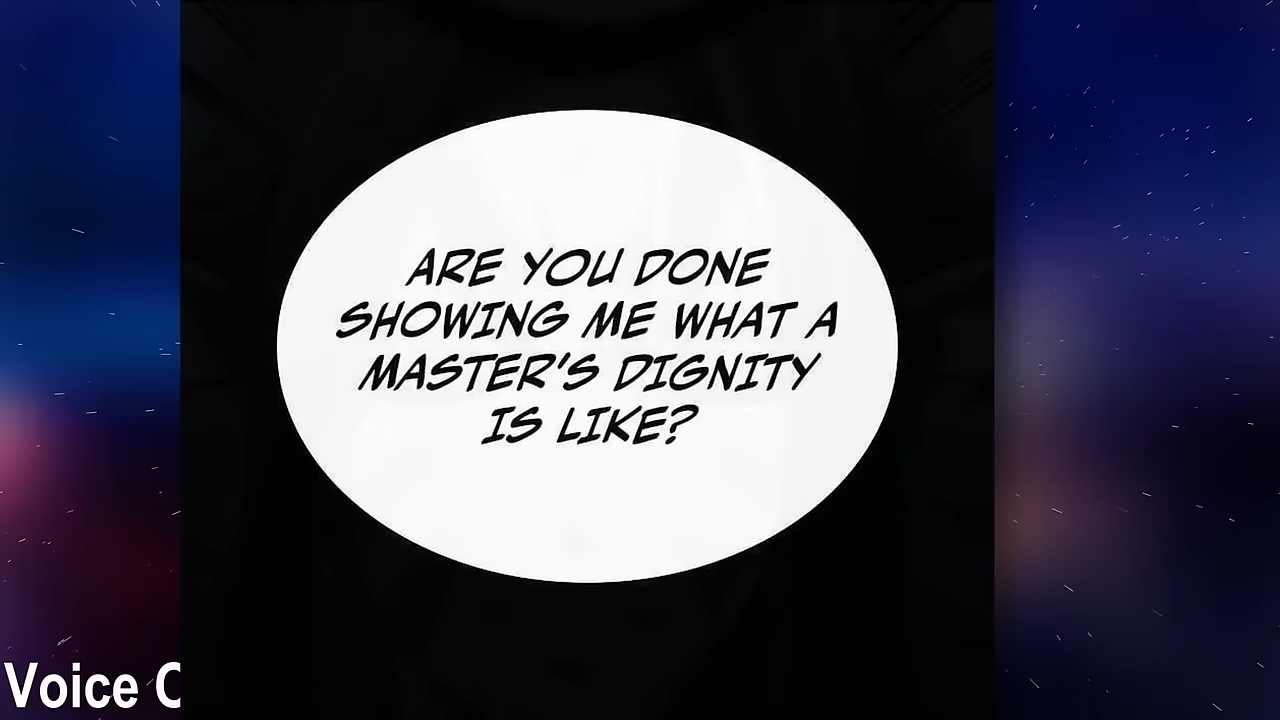 ARE YOU DONE
SHOWING ME WHAT A
MASTER'S DIGNITY
IS LIKE?
Voice